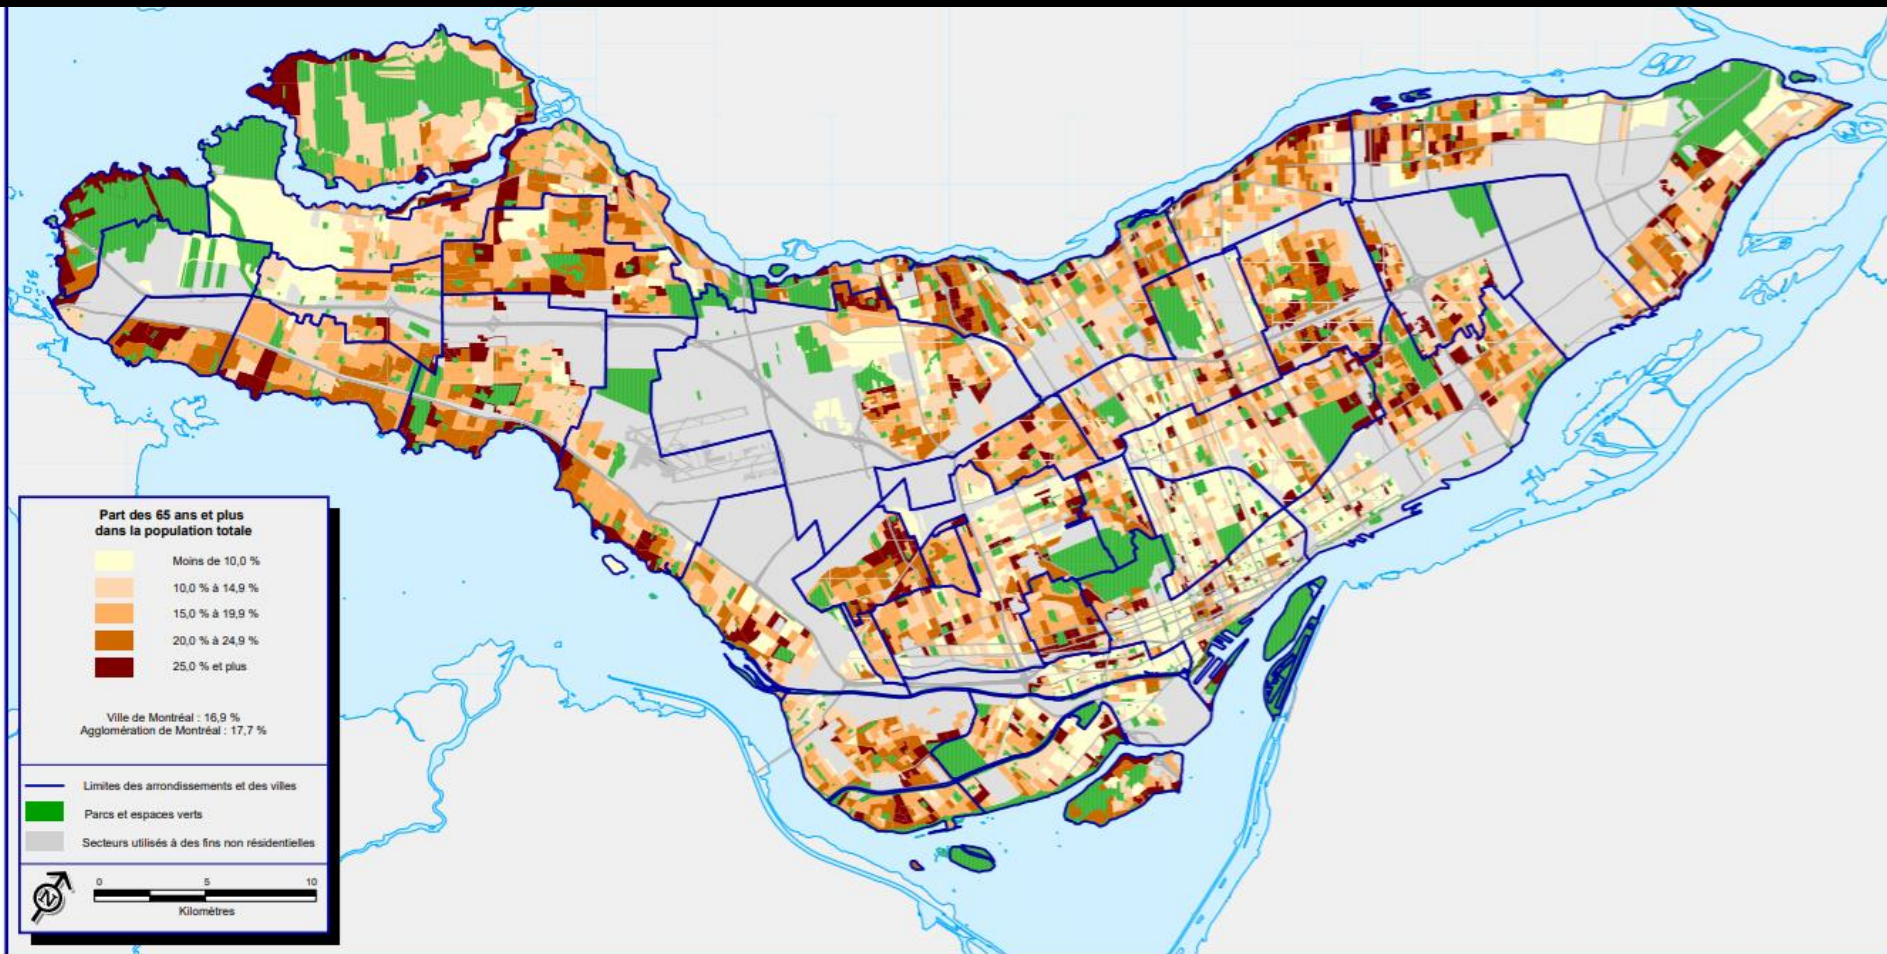 Part des 65 ans et plus
dans la population totale
Moins de 10,0 %
10,0 % à 14,9 %
15,0 % à 19,9 %
20,0 % à 24,9 %
25,0 % et plus
Ville de Montréal : 16,9 %
Agglomération de Montréal : 17,7 %
Limites des arrondissements et des villes
Parcs et espaces verts
Secteurs utilisés à des fins non résidentielles
N
0 5 10
Kilomètres